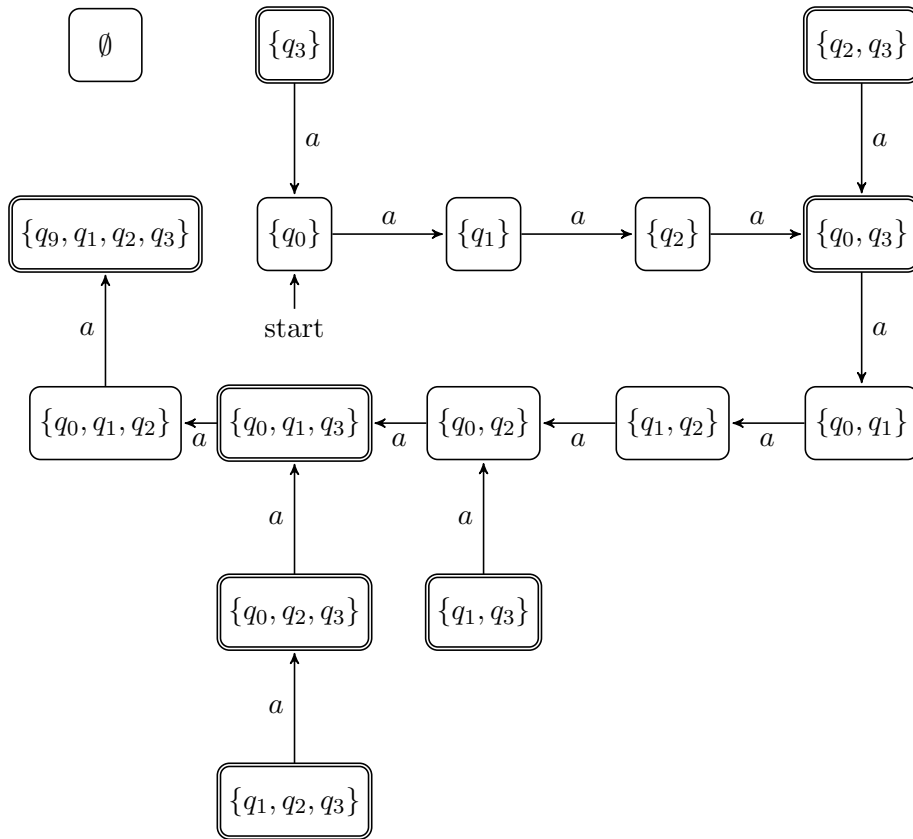 ∅
{q₃}
{q₂, q₃}
a
a
{q₉, q₁, q₂, q₃}
{q₀}
a
{q₁}
a
{q₂}
a
{q₀, q₃}
start
a
a
{q₀, q₁, q₂}
a
{q₀, q₁, q₃}
a
{q₀, q₂}
a
{q₁, q₂}
a
{q₀, q₁}
a
a
{q₀, q₂, q₃}
{q₁, q₃}
a
{q₁, q₂, q₃}